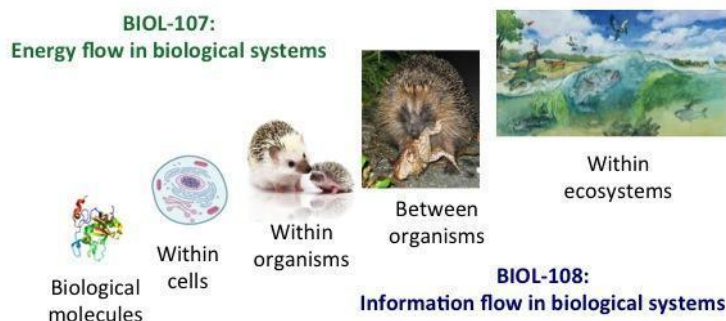 BIOL-107:
Energy flow in biological systems
Within
ecosystems
Between
organisms
Within
organisms
Within
cells
Biological
molecules
BIOL-108:
Information flow in biological systems